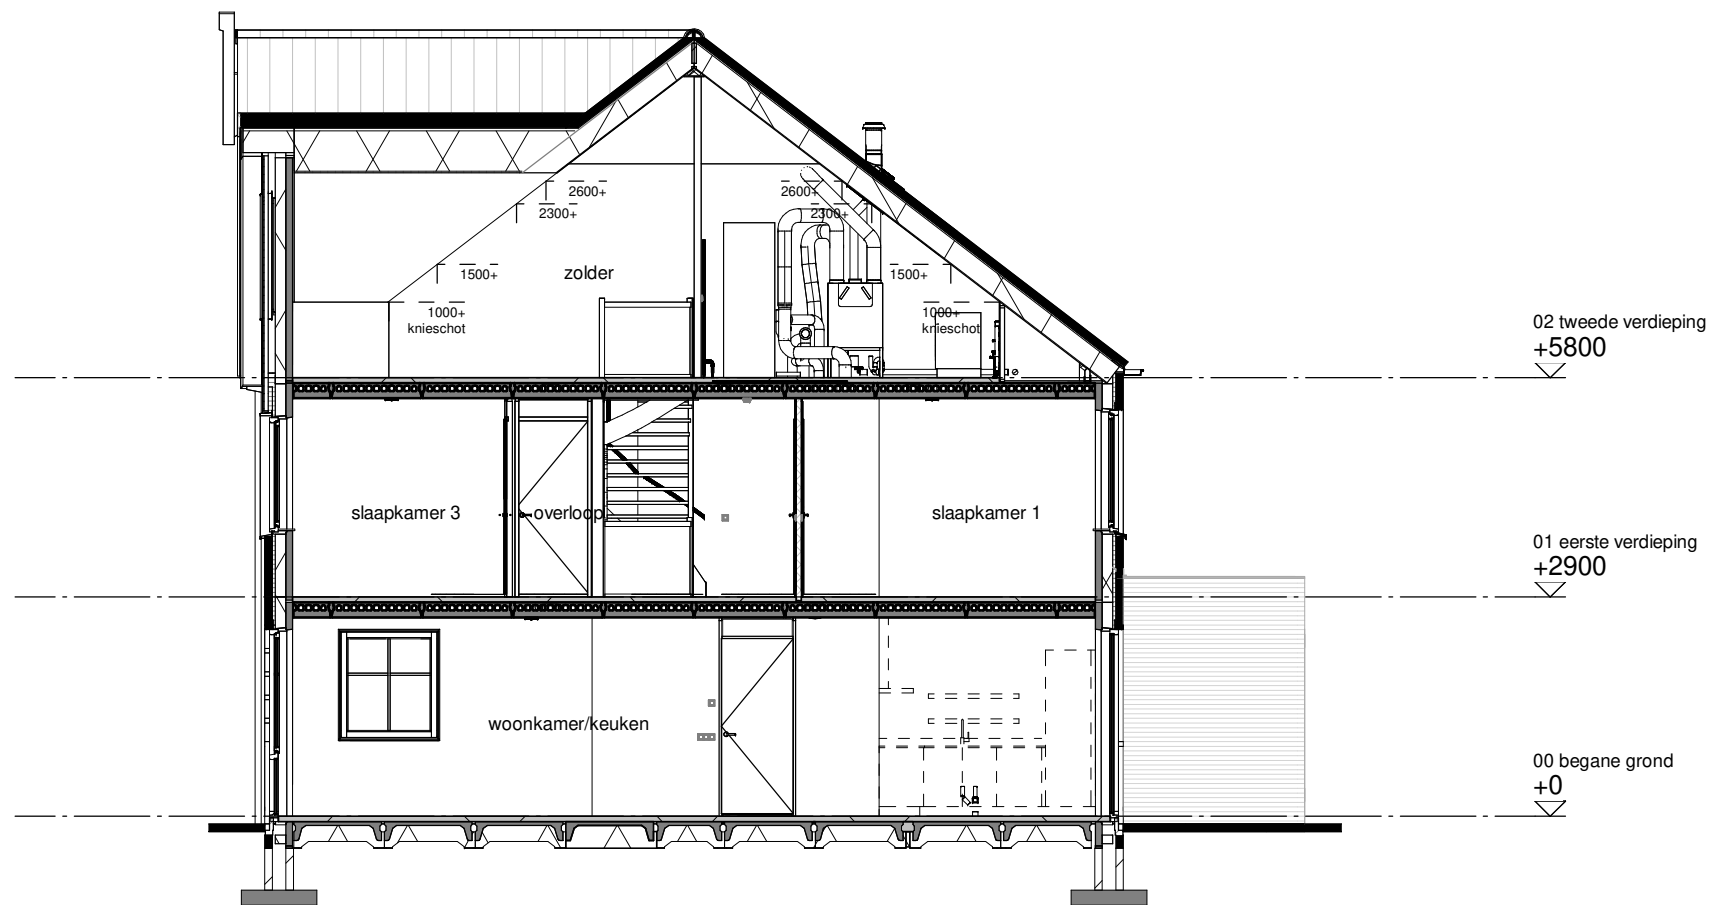 2600+
2600+
2300+
2300+
1500+
zolder
1500+
1000+
knieschot
1000+
knieschot
02 tweede verdieping
+5800
slaapkamer 3
overloop
slaapkamer 1
01 eerste verdieping
+2900
woonkamer/keuken
00 begane grond
+0